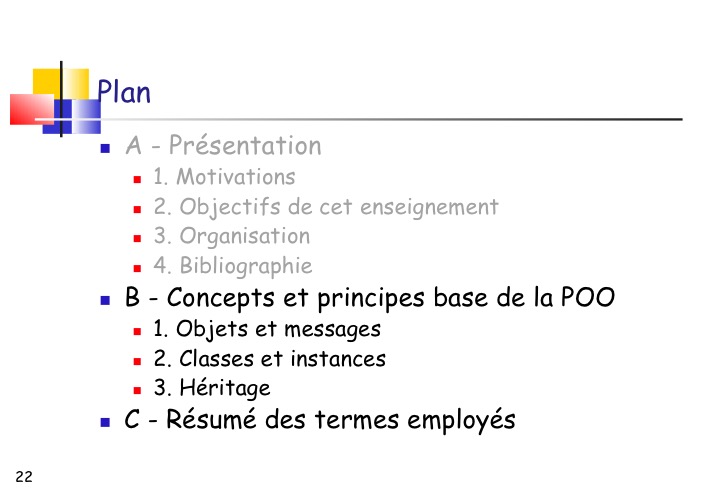 Plan
A - Présentation
1. Motivations
2. Objectifs de cet enseignement
3. Organisation
4. Bibliographie
B - Concepts et principes base de la POO
1. Objets et messages
2. Classes et instances
3. Héritage
C - Résumé des termes employés
22